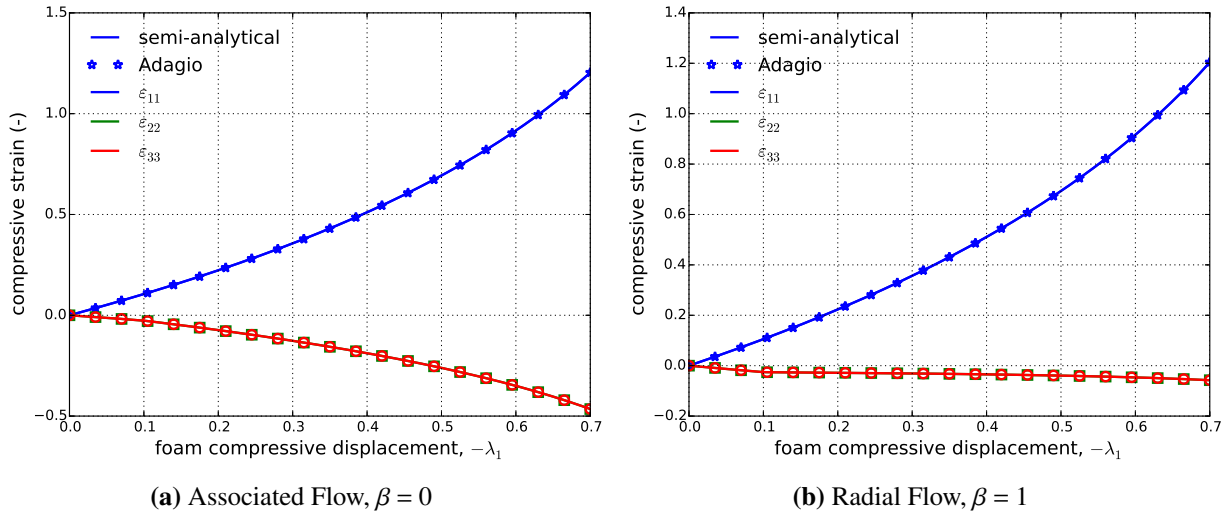 1.5
1.0
0.5
0.0
−0.5
0.0 0.1 0.2 0.3 0.4 0.5 0.6 0.7
compressive strain (-)
foam compressive displacement, −λ₁
semi-analytical
Adagio
ε₁₁
ε₂₂
ε₃₃
(a) Associated Flow, β = 0
1.4
1.2
1.0
0.8
0.6
0.4
0.2
0.0
−0.2
0.0 0.1 0.2 0.3 0.4 0.5 0.6 0.7
compressive strain (-)
foam compressive displacement, −λ₁
semi-analytical
Adagio
ε₁₁
ε₂₂
ε₃₃
(b) Radial Flow, β = 1